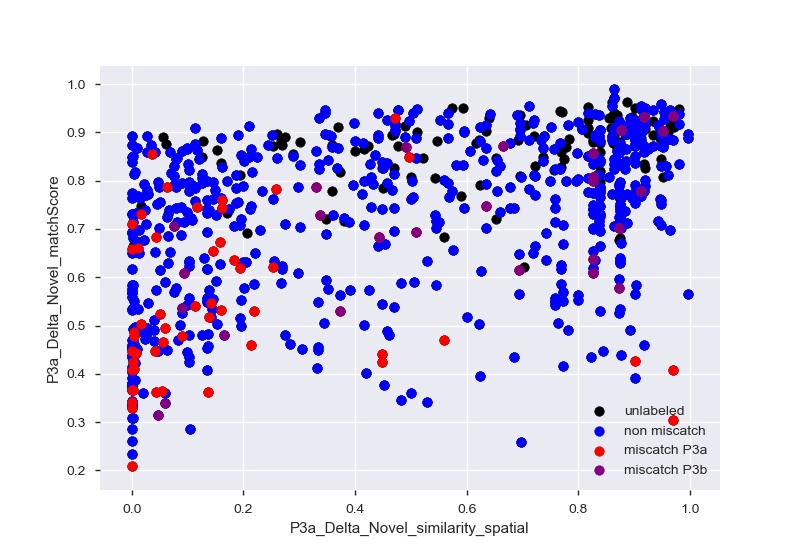 1.0
0.9
0.8
0.7
0.6
0.5
0.4
0.3
0.2
P3a_Delta_Novel_matchScore
unlabeled
non miscatch
miscatch P3a
miscatch P3b
0.0 0.2 0.4 0.6 0.8 1.0
P3a_Delta_Novel_similarity_spatial